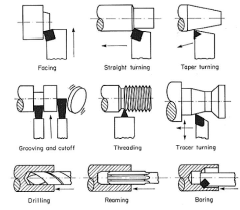 Facing
Straight turning
Taper turning
Grooving and cutoff
Threading
Tracer turning
Drilling
Reaming
Boring